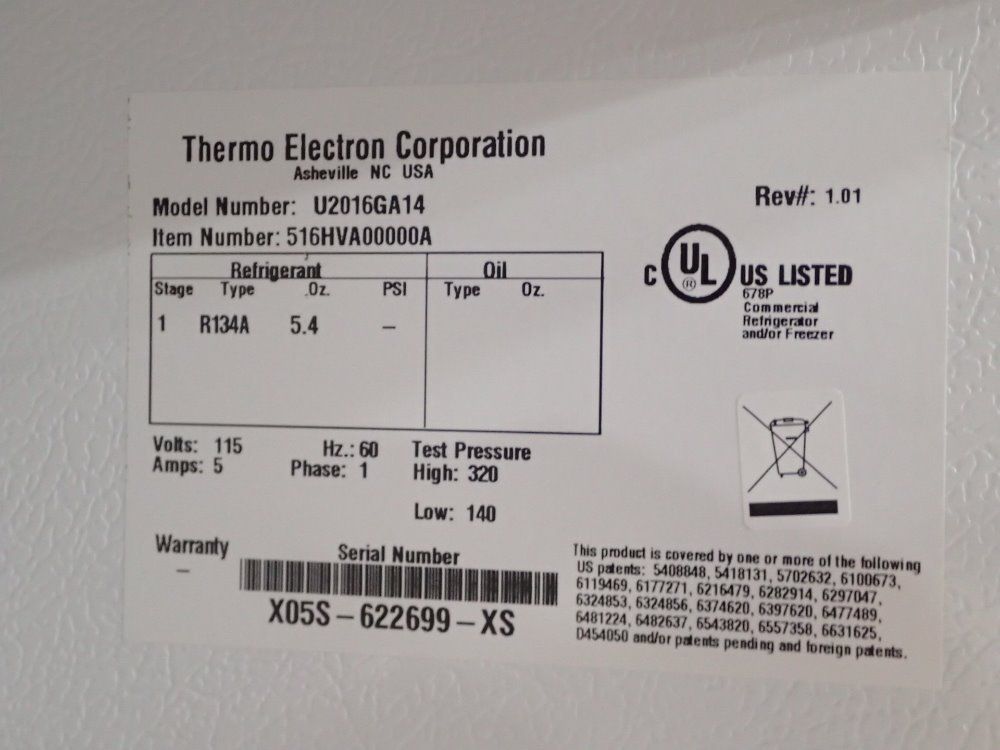 Thermo Electron Corporation
Asheville NC USA
Model Number: U2016GA14
Rev#: 1.01
Item Number: 516HVA00000A
Refrigerant Oil
Stage Type Oz. PSI Type Oz.
1 R134A 5.4 –
C UL ® US LISTED
678P
Commercial
Refrigerator
and/or Freezer
Volts: 115 Hz.: 60 Test Pressure
Amps: 5 Phase: 1 High: 320
Low: 140
Warranty
–
Serial Number
X05S-622699-XS
This product is covered by one or more of the following
US patents: 5408848, 5418131, 5702632, 6100673,
6119469, 6177271, 6216479, 6282914, 6297047,
6324853, 6324856, 6374620, 6397620, 6477489,
6481224, 6482637, 6543820, 6557358, 6631625,
D454050 and/or patents pending and foreign patents.